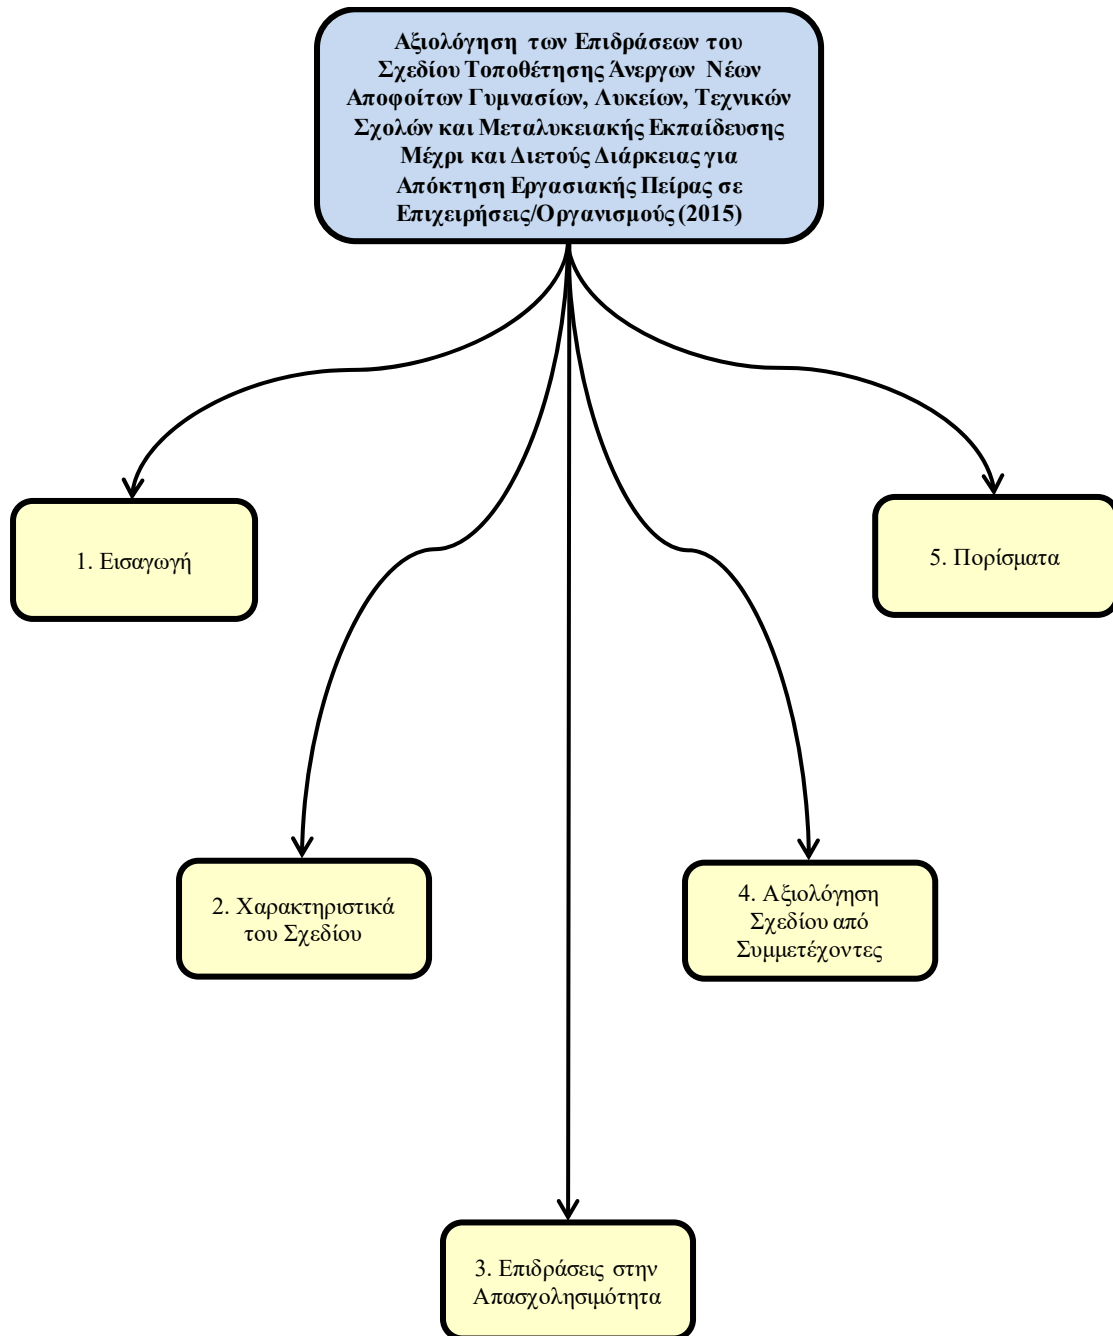 Αξιολόγηση των Επιδράσεων του
Σχεδίου Τοποθέτησης Άνεργων Νέων
Αποφοίτων Γυμνασίων, Λυκείων, Τεχνικών
Σχολών και Μεταλυκειακής Εκπαίδευσης
Μέχρι και Διετούς Διάρκειας για
Απόκτηση Εργασιακής Πείρας σε
Επιχειρήσεις/Οργανισμούς (2015)
1. Εισαγωγή
2. Χαρακτηριστικά
του Σχεδίου
3. Επιδράσεις στην
Απασχολησιμότητα
4. Αξιολόγηση
Σχεδίου από
Συμμετέχοντες
5. Πορίσματα